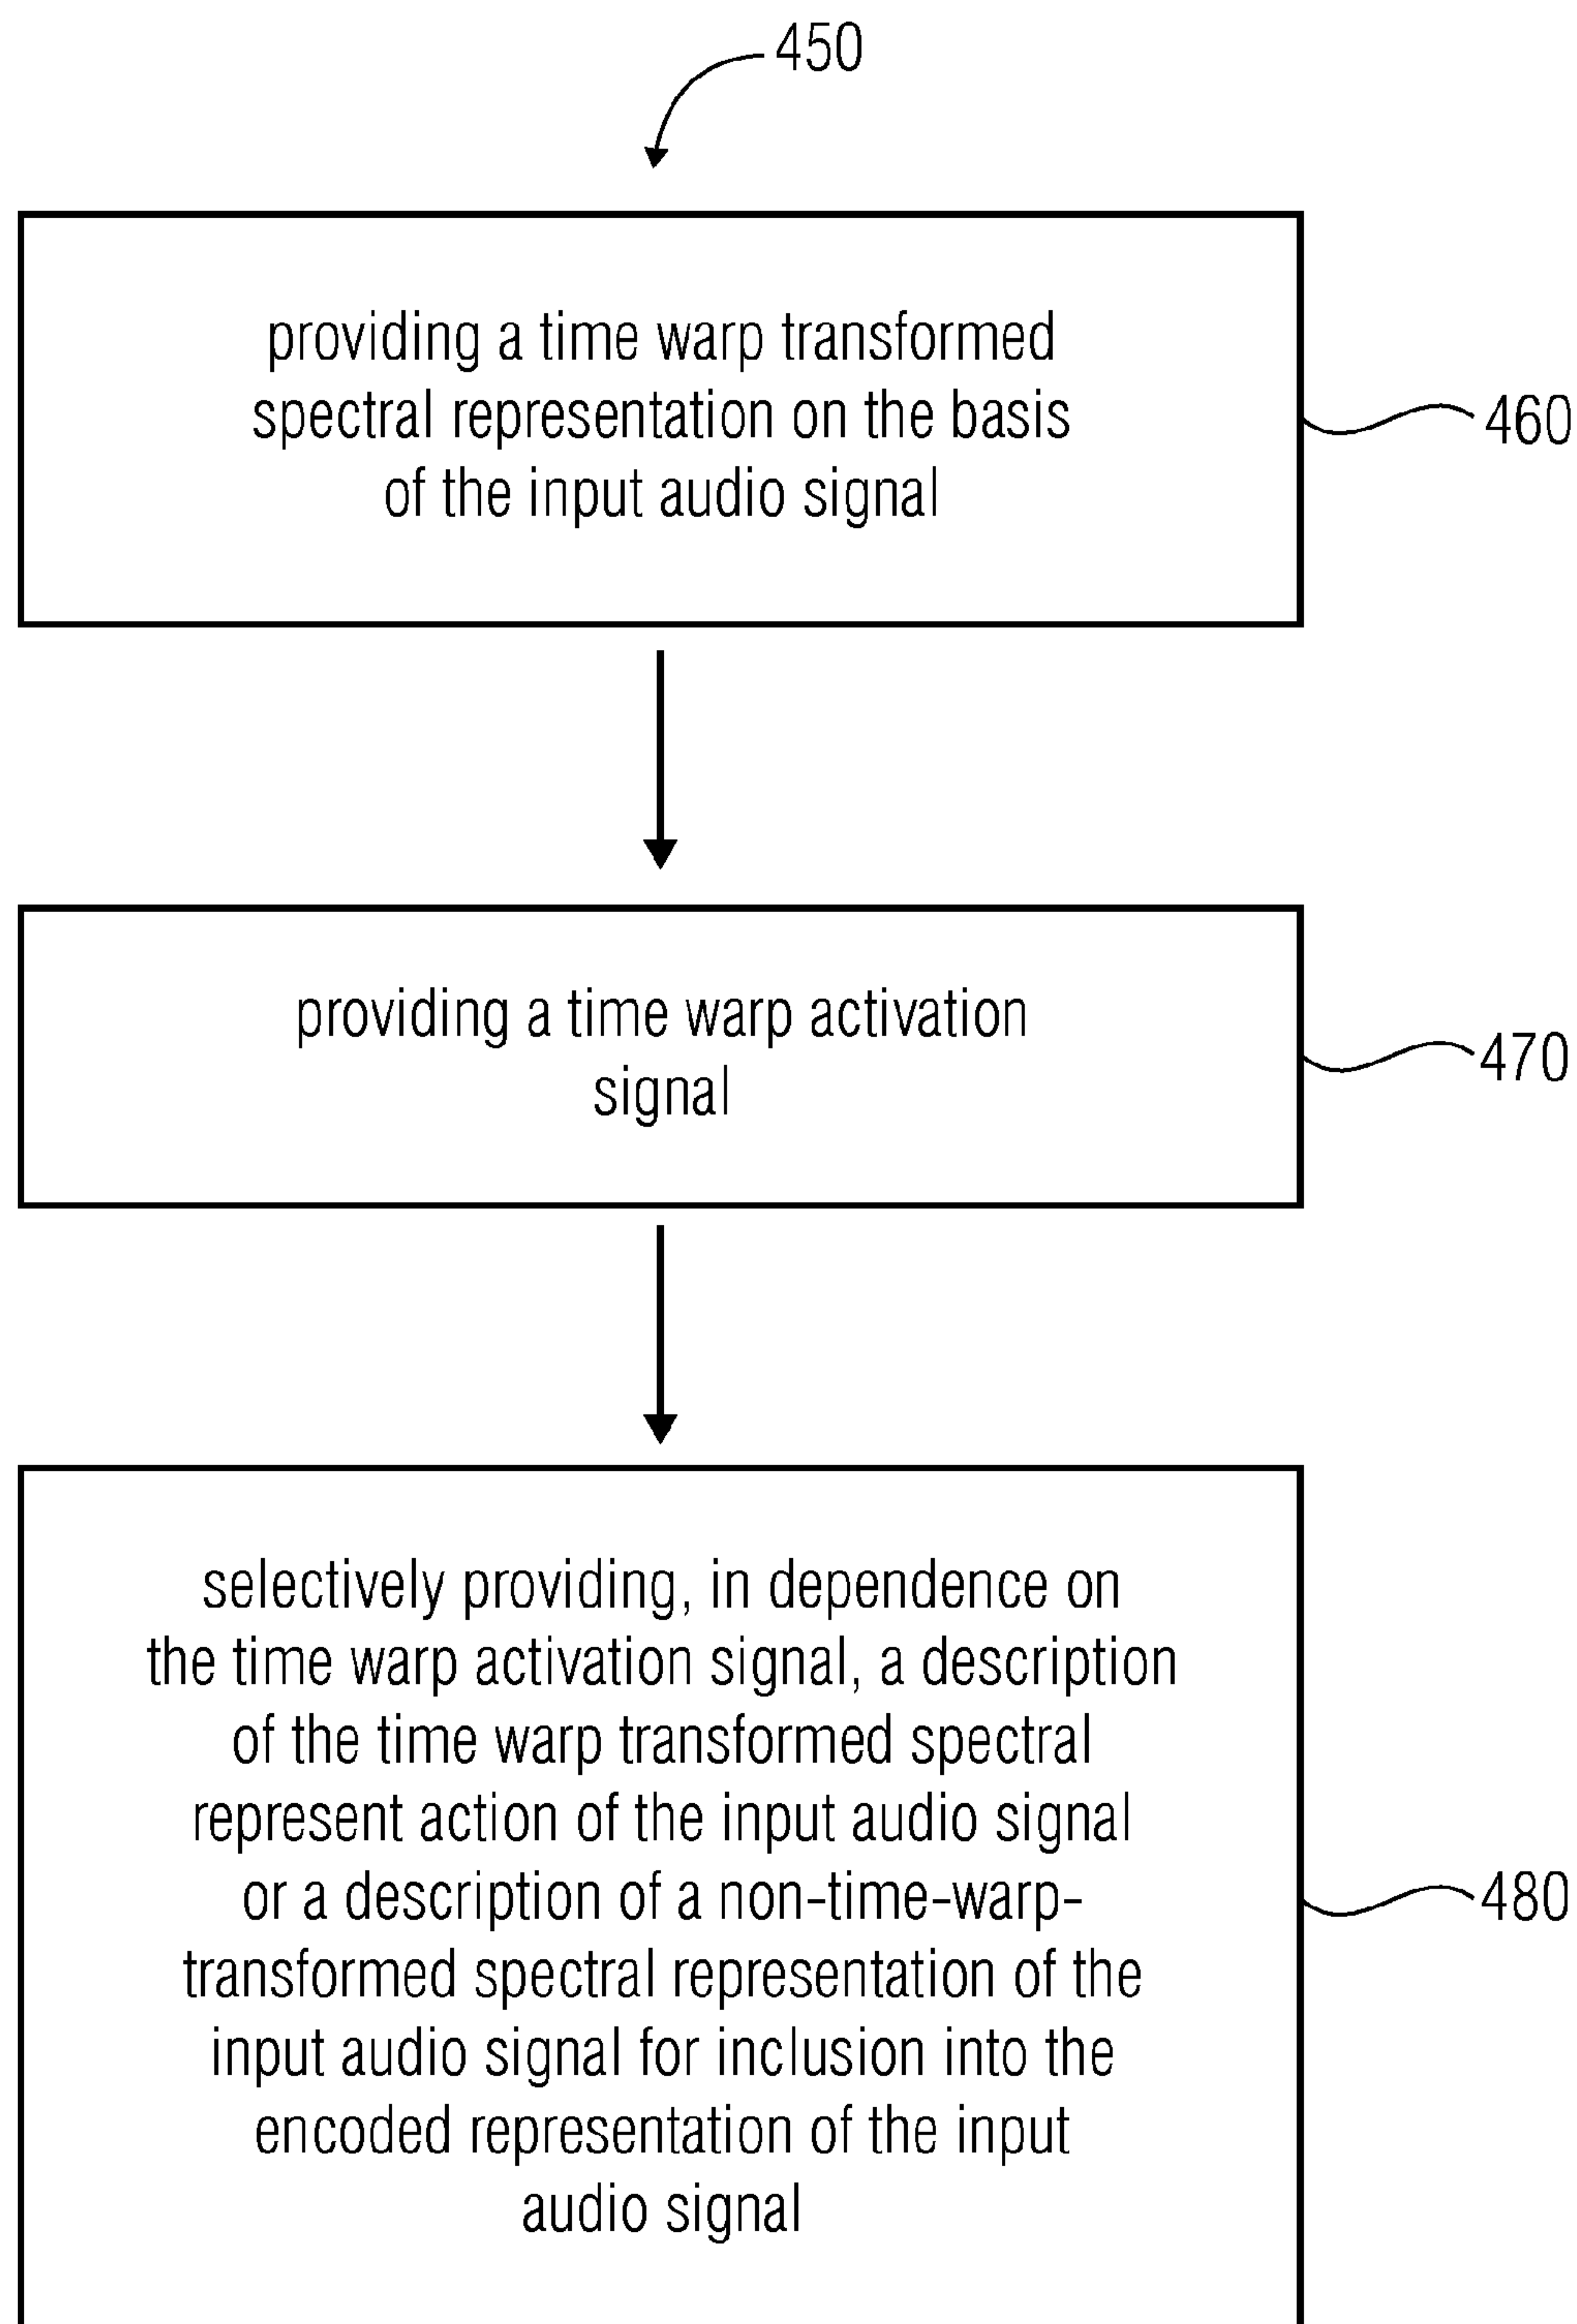 450
providing a time warp transformed
spectral representation on the basis
of the input audio signal
460
providing a time warp activation
signal
470
selectively providing, in dependence on
the time warp activation signal, a description
of the time warp transformed spectral
represent action of the input audio signal
or a description of a non-time-warp-
transformed spectral representation of the
input audio signal for inclusion into the
encoded representation of the input
audio signal
480